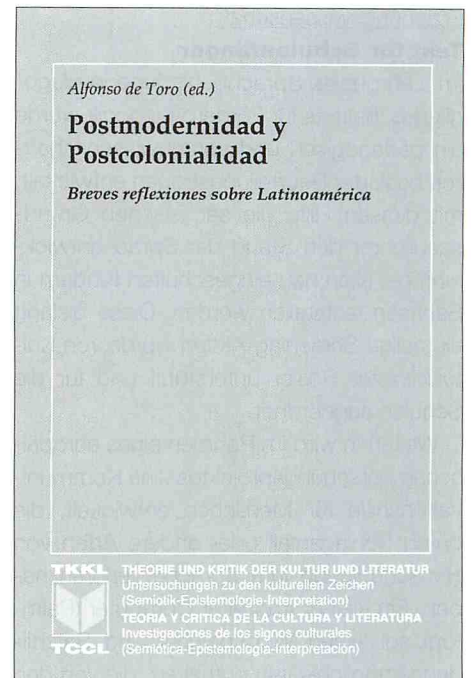 Alfonso de Toro (ed.)
Postmodernidad y
Postcolonialidad
Breves reflexiones sobre Latinoamérica
TKKL
THEORIE UND KRITIK DER KULTUR UND LITERATUR
Untersuchungen zu den kulturellen Zeichen
(Semiotik-Epistemologie-Interpretation)
TEORIA Y CRITICA DE LA CULTURA Y LITERATURA
Investigaciones de los signos culturales
TCCL
(Semiótica-Epistemología-Interpretación)